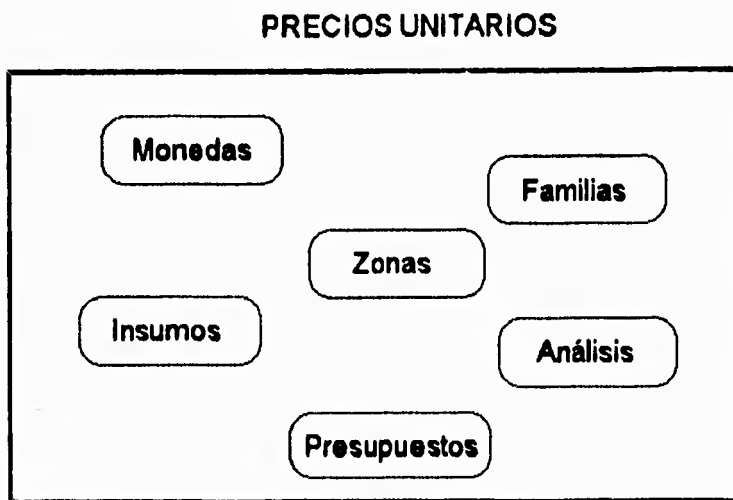 PRECIOS UNITARIOS
Monedas
Familias
Zonas
Insumos
Análisis
Presupuestos